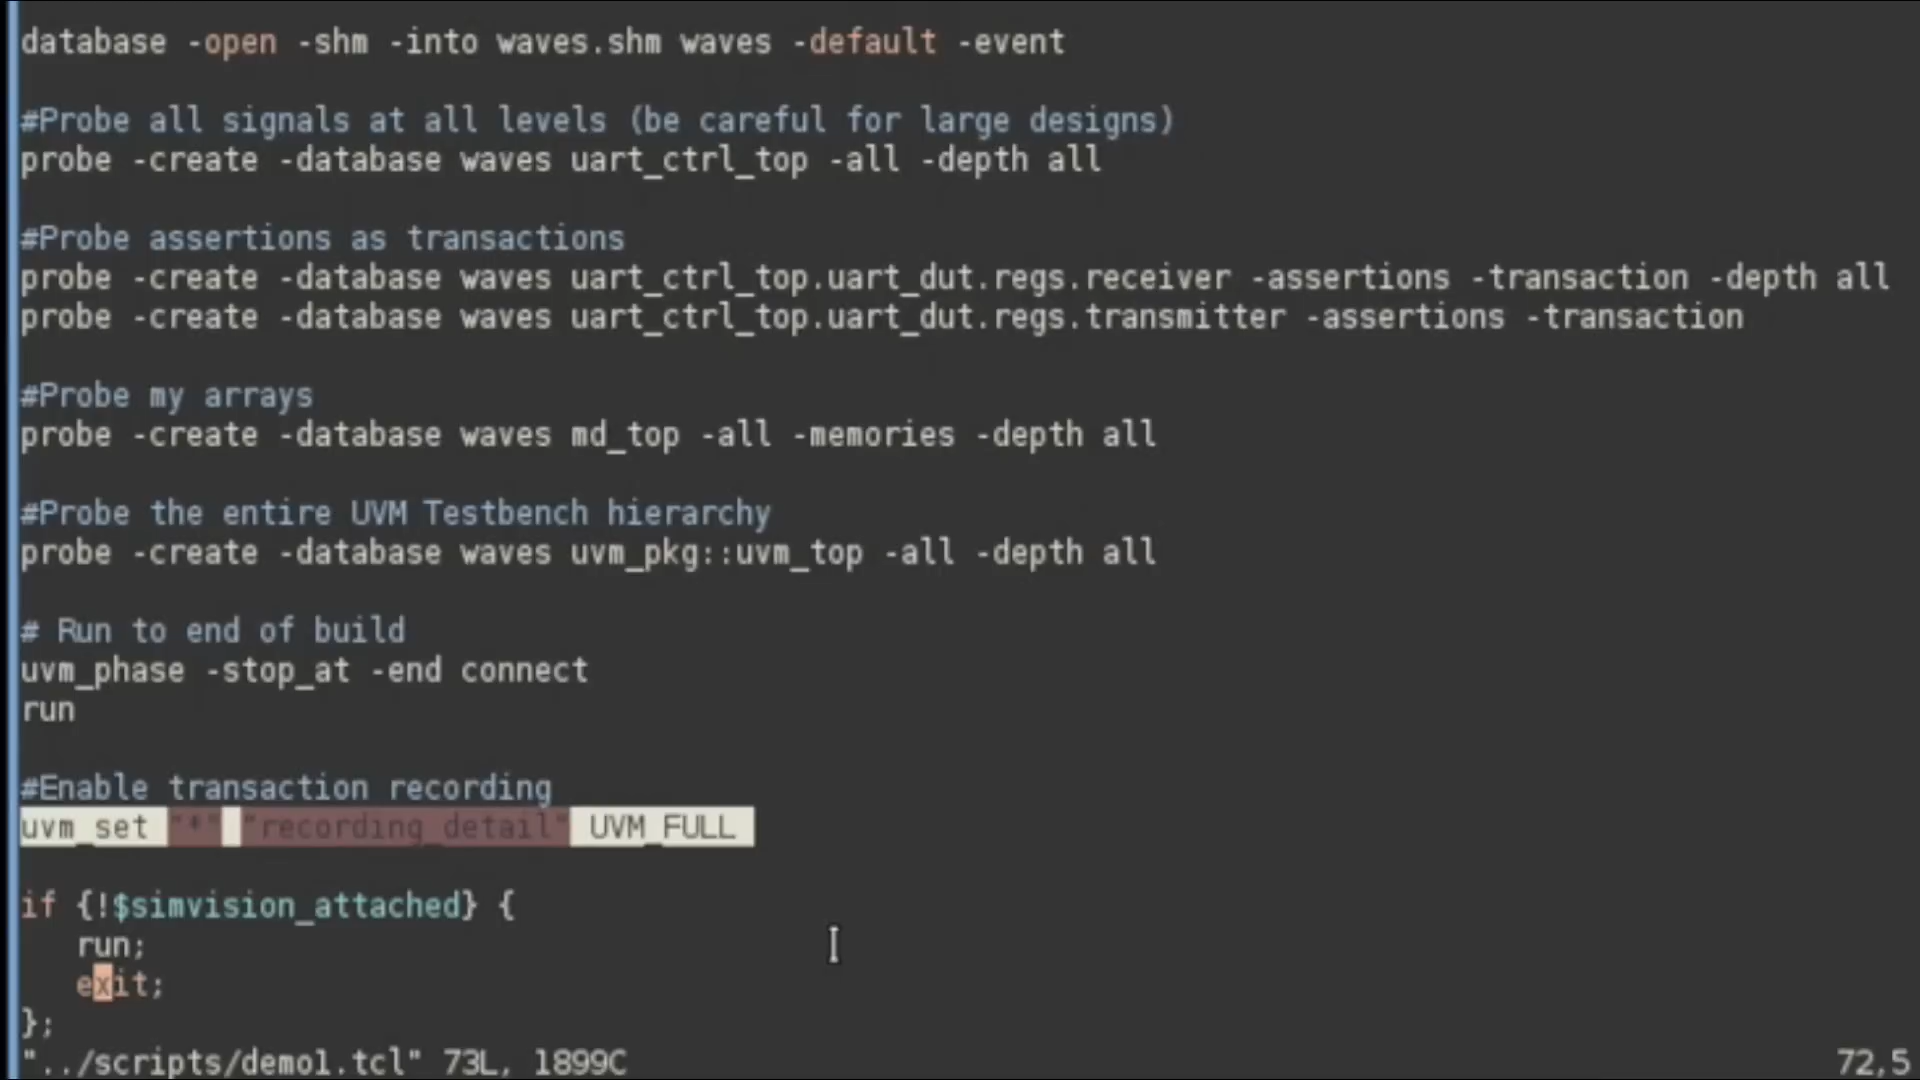 database -open -shm -into waves.shm waves -default -event
#Probe all signals at all levels (be careful for large designs)
probe -create -database waves uart_ctrl_top -all -depth all
#Probe assertions as transactions
probe -create -database waves uart_ctrl_top.uart_dut.regs.receiver -assertions -transaction -depth all
probe -create -database waves uart_ctrl_top.uart_dut.regs.transmitter -assertions -transaction
#Probe my arrays
probe -create -database waves md_top -all -memories -depth all
#Probe the entire UVM Testbench hierarchy
probe -create -database waves uvm_pkg::uvm_top -all -depth all
# Run to end of build
uvm_phase -stop_at -end connect
run
#Enable transaction recording
uvm_set "*" "recording_detail" UVM_FULL
if {!$simvision_attached} {
   run;
   exit;
};
"../scripts/demo1.tcl" 73L, 1899C 72,5